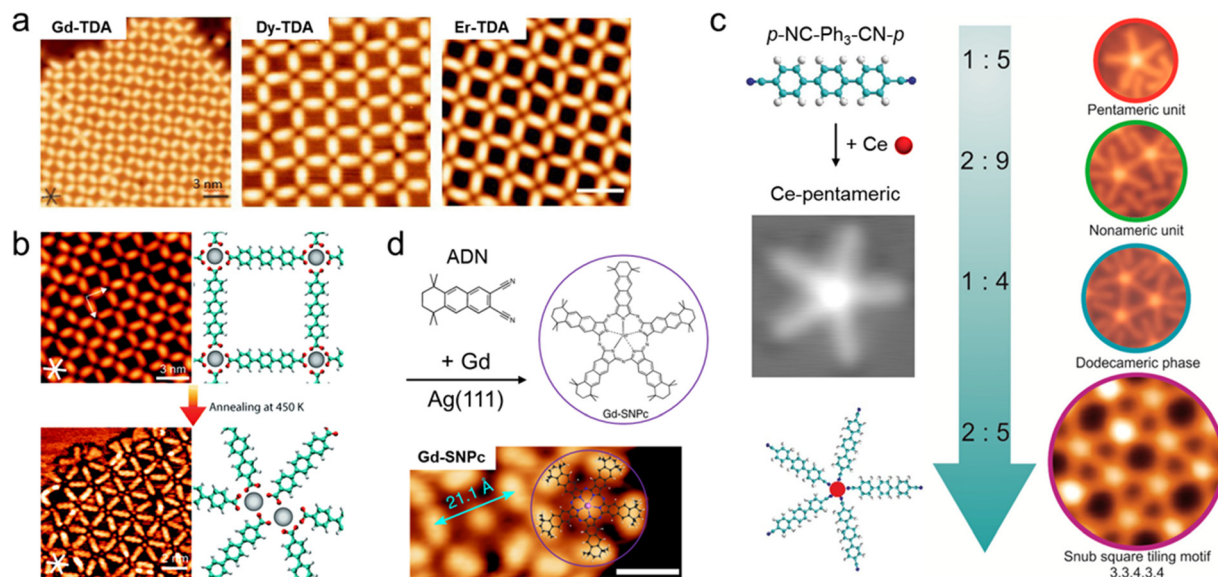 a
Gd-TDA
3 nm
Dy-TDA
Er-TDA
b
3 nm
Annealing at 450 K
2 nm
d
ADN
N
N
+ Gd
Ag(111)
Gd-SNPc
Gd-SNPc
21.1 Å
c
p-NC-Ph3-CN-p
+ Ce
Ce-pentameric
1 : 5
2 : 9
1 : 4
2 : 5
Pentameric unit
Nonameric unit
Dodecameric phase
Snub square tiling motif
3.3.4.3.4